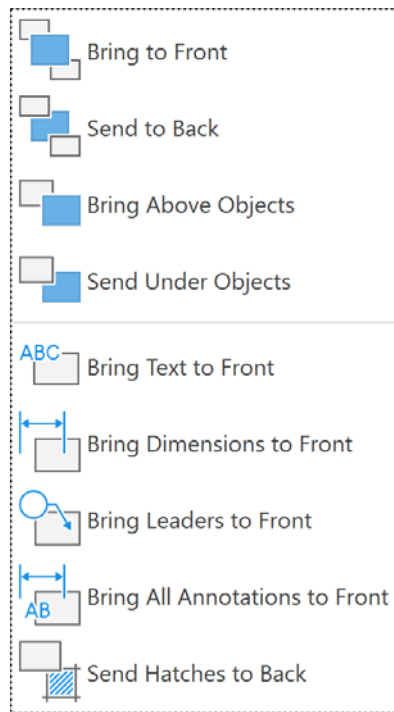 Bring to Front
Send to Back
Bring Above Objects
Send Under Objects
ABC
Bring Text to Front
Bring Dimensions to Front
Bring Leaders to Front
AB
Bring All Annotations to Front
Send Hatches to Back